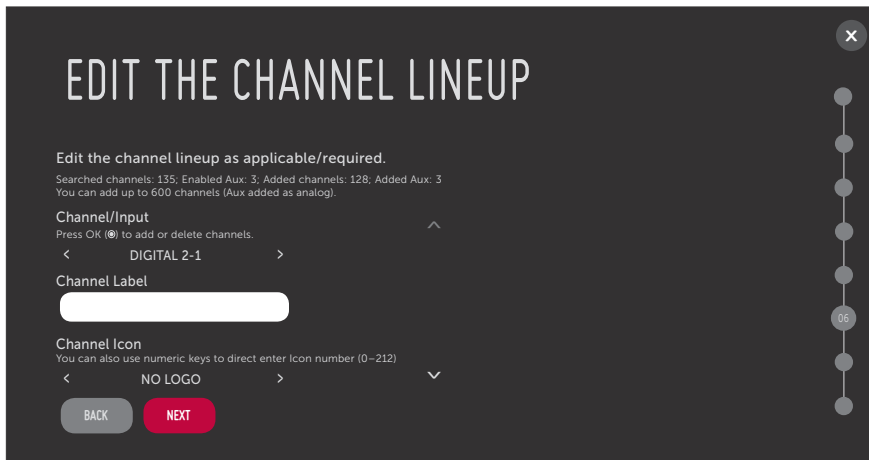 X
EDIT THE CHANNEL LINEUP
Edit the channel lineup as applicable/required.
Searched channels: 135; Enabled Aux: 3; Added channels: 128; Added Aux: 3
You can add up to 600 channels (Aux added as analog).
Channel/Input
Press OK (◉) to add or delete channels.
< DIGITAL 2-1 >
Channel Label
06
Channel Icon
You can also use numeric keys to direct enter Icon number (0–212)
< NO LOGO >
BACK NEXT